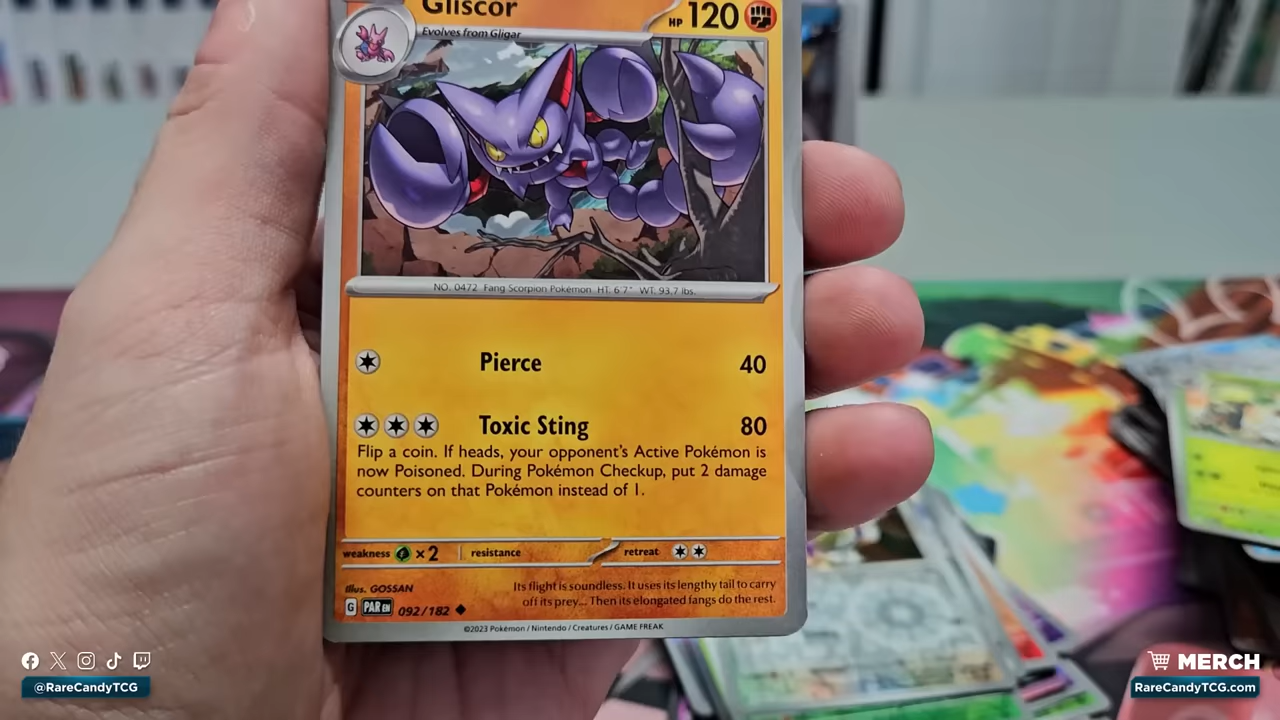 Gliscor
HP 120
Evolves from Gligar
NO. 0472 Fang Scorpion Pokémon HT: 6'7" WT: 93.7 lbs.
Pierce 40
Toxic Sting 80
Flip a coin. If heads, your opponent's Active Pokémon is
now Poisoned. During Pokémon Checkup, put 2 damage
counters on that Pokémon instead of 1.
weakness ×2 resistance retreat
Illus. GOSSAN
Its flight is soundless. It uses its lengthy tail to carry
off its prey... Then its elongated fangs do the rest.
G PAR EN 092/182
©2023 Pokémon / Nintendo / Creatures / GAME FREAK
@RareCandyTCG
MERCH
RareCandyTCG.com